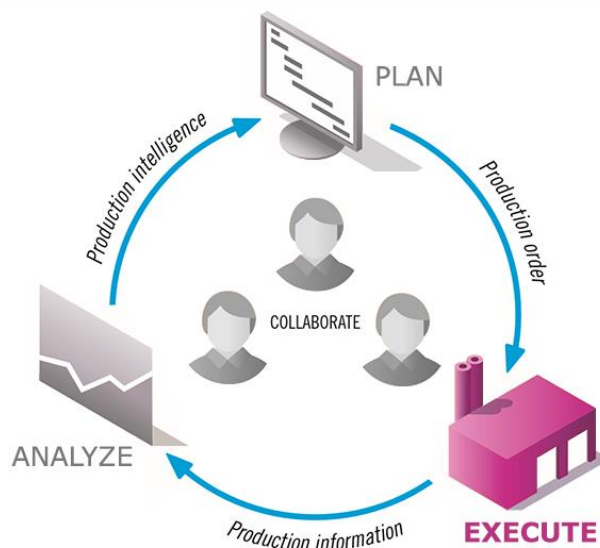 PLAN
Production intelligence
Production order
COLLABORATE
ANALYZE
Production information
EXECUTE